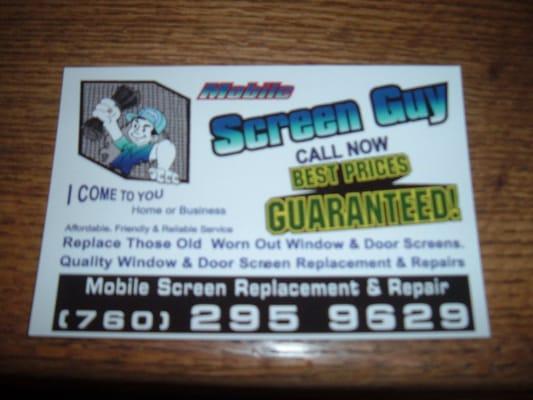 Mobile
Screen Guy
CALL NOW
BEST PRICES
GUARANTEED!
I COME TO YOU
Home or Business
Affordable, Friendly & Reliable Service
Replace Those Old Worn Out Window & Door Screens.
Quality Window & Door Screen Replacement & Repairs
Mobile Screen Replacement & Repair
(760) 295 9629